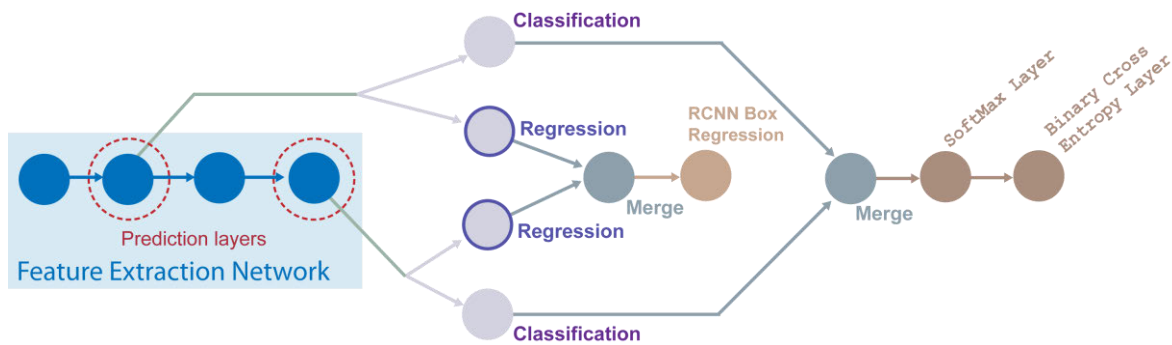 Classification
Regression
RCNN Box
Regression
SoftMax Layer
Binary Cross
Entropy Layer
Merge
Merge
Regression
Prediction layers
Feature Extraction Network
Classification